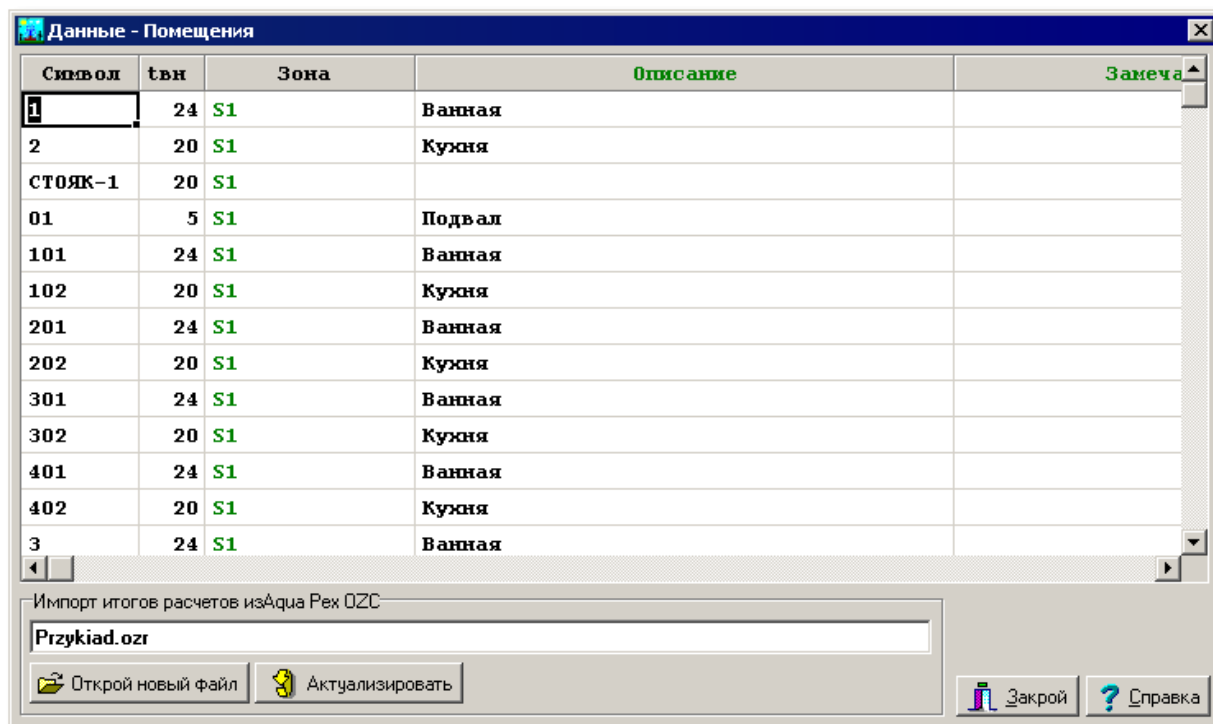 Данные - Помещения
Символ tвн Зона Описание Замеча
1 24 S1 Ванная
2 20 S1 Кухня
СТОЯК-1 20 S1
01 5 S1 Подвал
101 24 S1 Ванная
102 20 S1 Кухня
201 24 S1 Ванная
202 20 S1 Кухня
301 24 S1 Ванная
302 20 S1 Кухня
401 24 S1 Ванная
402 20 S1 Кухня
3 24 S1 Ванная
Импорт итогов расчетов изAqua Pex OZC
Przykiad.ozr
Открой новый файл Актуализировать
Закрой Справка